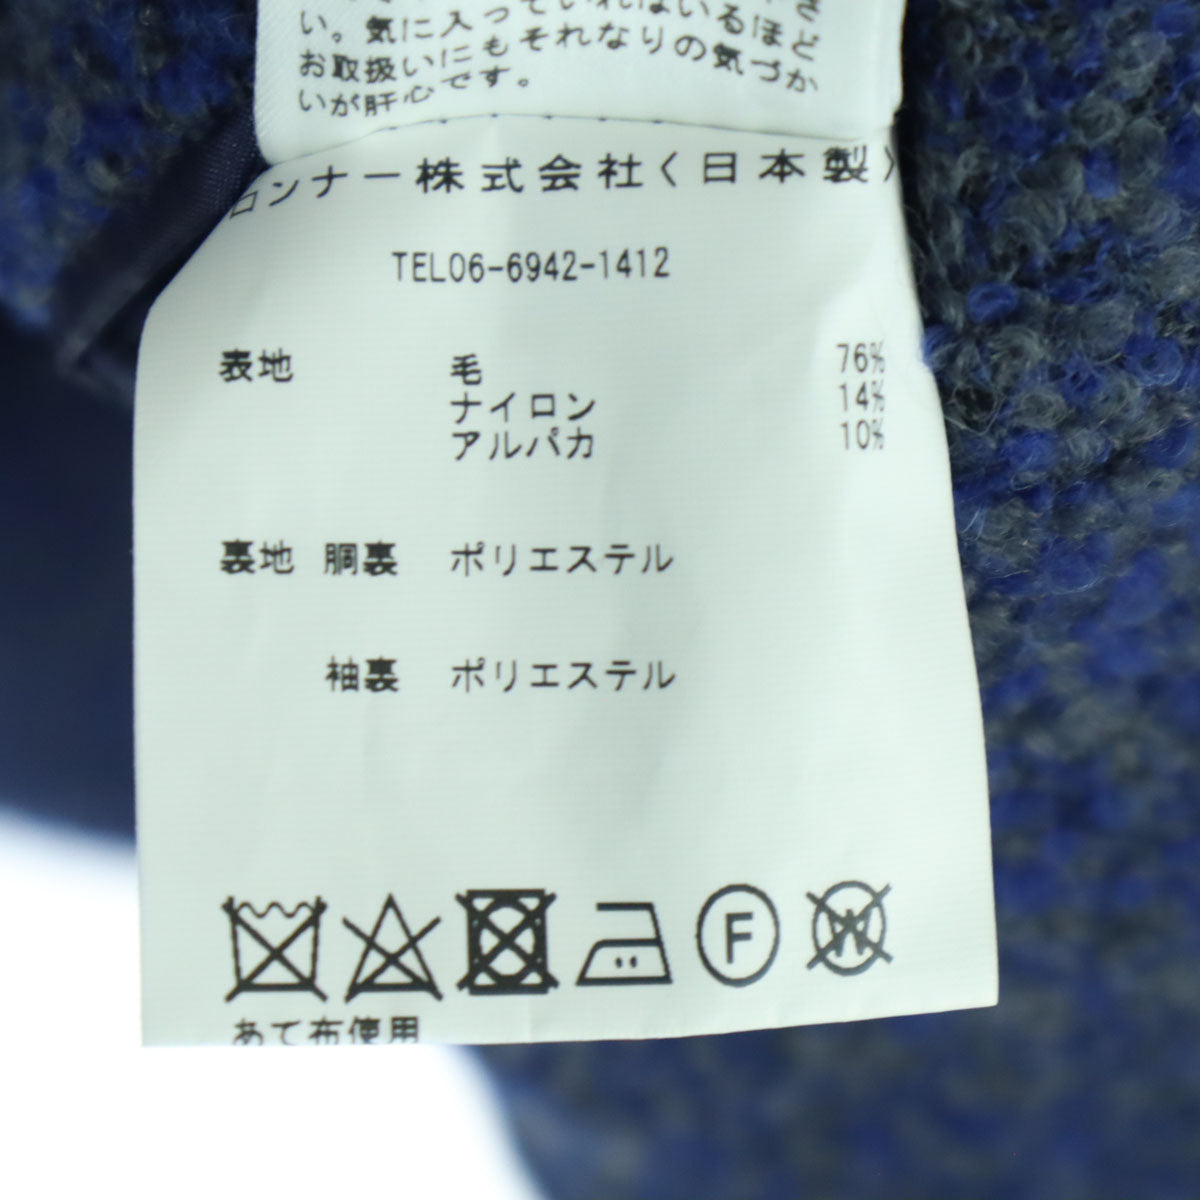 い。気に入っていればいるほど
お取扱いにもそれなりの気づか
いが肝心です。
ロンナー株式会社〈日本製〉
TEL06-6942-1412
表地 毛 76%
ナイロン 14%
アルパカ 10%
裏地 胴裏 ポリエステル
袖裏 ポリエステル
F W
あて布使用